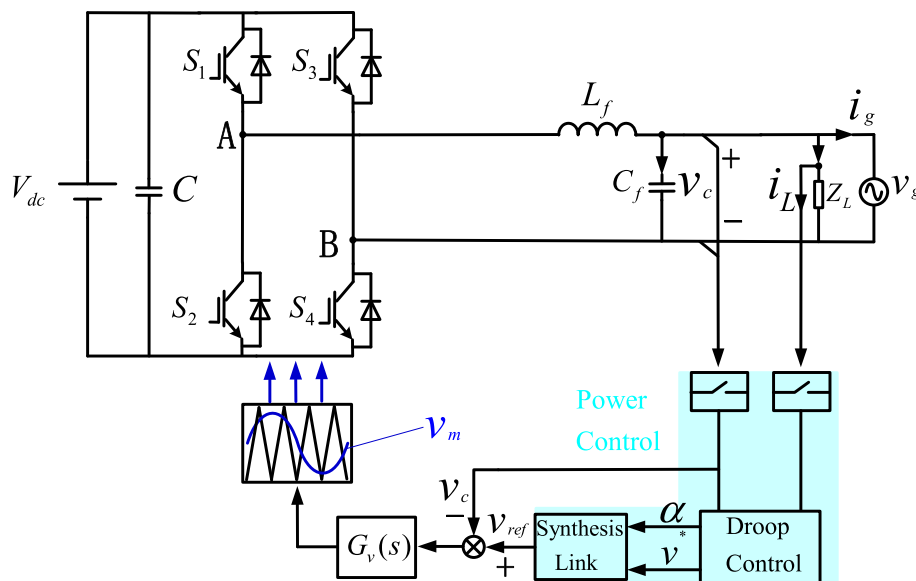 S1
S3
Lf
ig
A
+
Vdc
C
Cf
vc
iL
ZL
vg
−
B
S2
S4
Power
Control
vm
vc
−
vref
α
Gv(s)
+
Synthesis
Link
v*
Droop
Control